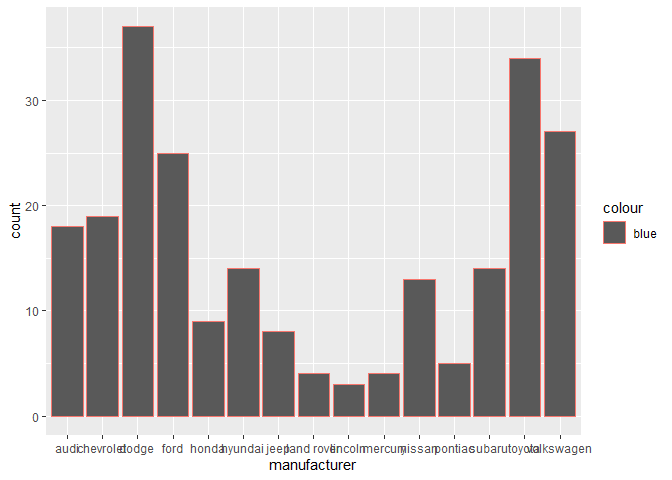 30
20
10
0
count
audi chevrolet dodge ford honda hyundai jeep land rover lincoln mercury nissan pontiac subaru toyota volkswagen
manufacturer
colour
blue